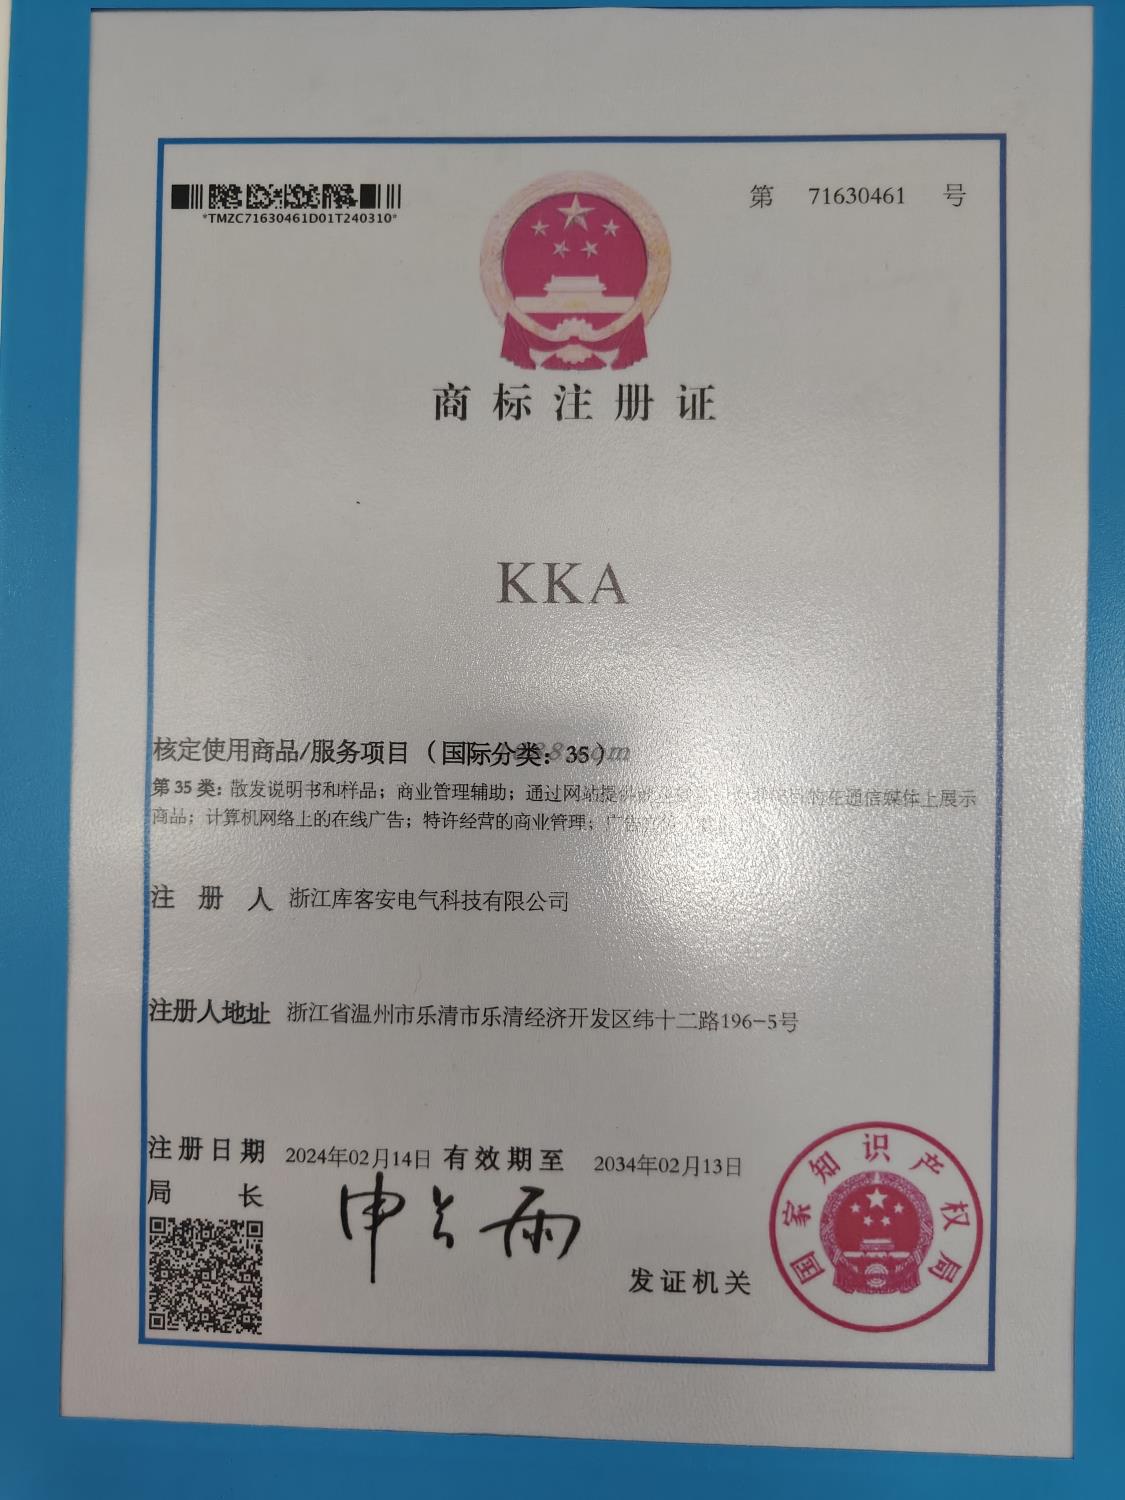 *TMZC71630461D01T240310*
第 71630461 号
商标注册证
KKA
核定使用商品/服务项目（国际分类：35）
第35类：散发说明书和样品；商业管理辅助；通过网站提供 在通信媒体上展示
商品；计算机网络上的在线广告；特许经营的商业管理；广告
注册人 浙江库客安电气科技有限公司
注册人地址 浙江省温州市乐清市乐清经济开发区纬十二路196-5号
注册日期 2024年02月14日 有效期至 2034年02月13日
局长
申长雨
发证机关
国家知识产权局